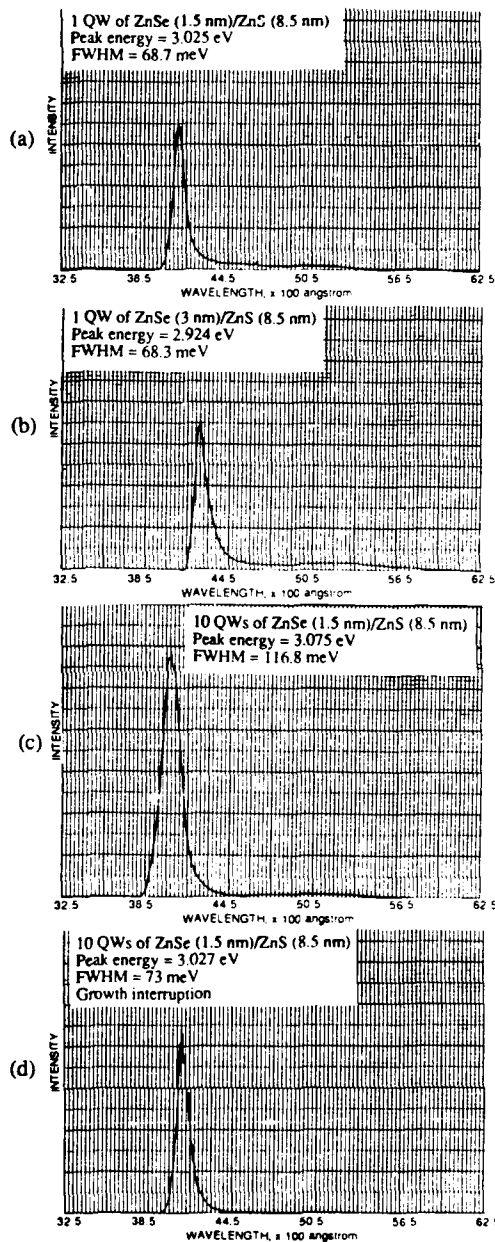 1 QW of ZnSe (1.5 nm)/ZnS (8.5 nm)
Peak energy = 3.025 eV
FWHM = 68.7 meV
(a)
INTENSITY
32 5 38 5 44.5 50 5 56 5 62 5
WAVELENGTH, x 100 angstrom
1 QW of ZnSe (3 nm)/ZnS (8.5 nm)
Peak energy = 2.924 eV
FWHM = 68.3 meV
(b)
INTENSITY
32 5 38 5 44 5 50 5 56.5 62 5
WAVELENGTH, x 100 angstrom
10 QWs of ZnSe (1.5 nm)/ZnS (8.5 nm)
Peak energy = 3.075 eV
FWHM = 116.8 meV
(c)
INTENSITY
32 5 38 5 44.5 50 5 56 5 62 5
WAVELENGTH, x 100 angstrom
10 QWs of ZnSe (1.5 nm)/ZnS (8.5 nm)
Peak energy = 3.027 eV
FWHM = 73 meV
Growth interruption
(d)
INTENSITY
32 5 38 5 44.5 50 5 56 5 62 5
WAVELENGTH, x 100 angstrom